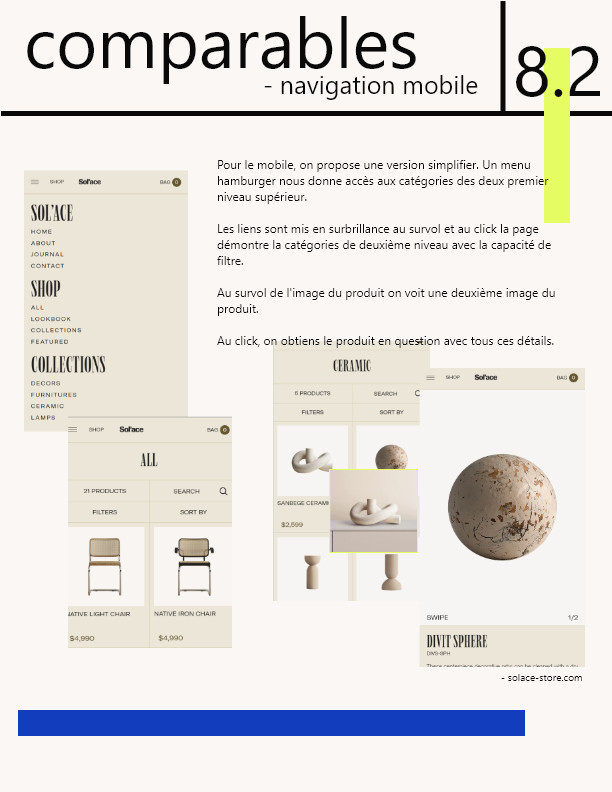 comparables
- navigation mobile
8.2
Pour le mobile, on propose une version simplifier. Un menu
hamburger nous donne accès aux catégories des deux premier
niveau supérieur.
Les liens sont mis en surbrillance au survol et au click la page
démontre la catégories de deuxième niveau avec la capacité de
filtre.
Au survol de l'image du produit on voit une deuxième image du
produit.
Au click, on obtiens le produit en question avec tous ces détails.
SHOP Sol'ace BAG 0
SOL'ACE
HOME
ABOUT
JOURNAL
CONTACT
SHOP
ALL
LOOKBOOK
COLLECTIONS
FEATURED
COLLECTIONS
DECORS
FURNITURES
CERAMIC
LAMPS
SHOP Sol'ace BAG 0
ALL
21 PRODUCTS SEARCH
FILTERS SORT BY
NATIVE LIGHT CHAIR NATIVE IRON CHAIR
$4,990 $4,990
CERAMIC
5 PRODUCTS SEARCH
FILTERS SORT BY
SANBEGE CERAMI
$2,599
SHOP Sol'ace BAG 0
SWIPE 1/2
DIVIT SPHERE
- solace-store.com